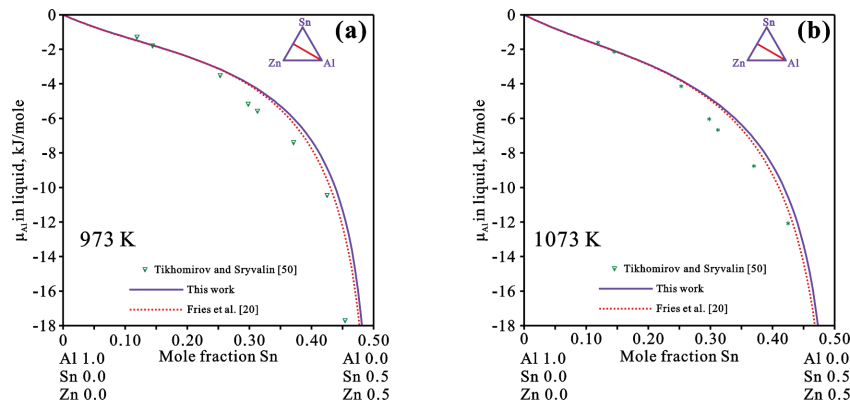 (a)
Sn
Zn
Al
0
-2
-4
-6
-8
-10
-12
-14
-16
-18
μAl in liquid, kJ/mole
973 K
Tikhomirov and Sryvalin [50]
This work
Fries et al. [20]
0 0.10 0.20 0.30 0.40 0.50
Mole fraction Sn
Al 1.0 Al 0.0
Sn 0.0 Sn 0.5
Zn 0.0 Zn 0.5
(b)
Sn
Zn
Al
0
-2
-4
-6
-8
-10
-12
-14
-16
-18
μAl in liquid, kJ/mole
1073 K
Tikhomirov and Sryvalin [50]
This work
Fries et al. [20]
0 0.10 0.20 0.30 0.40 0.50
Mole fraction Sn
Al 1.0 Al 0.0
Sn 0.0 Sn 0.5
Zn 0.0 Zn 0.5